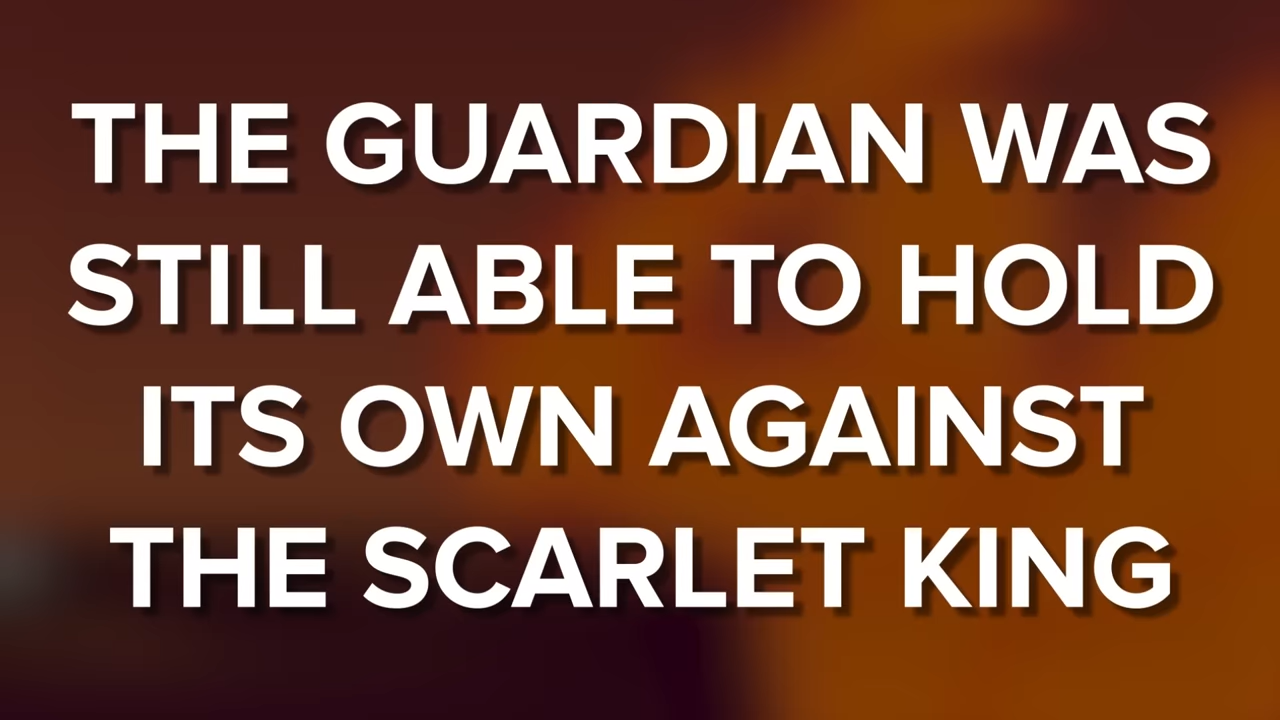 THE GUARDIAN WAS
STILL ABLE TO HOLD
ITS OWN AGAINST
THE SCARLET KING